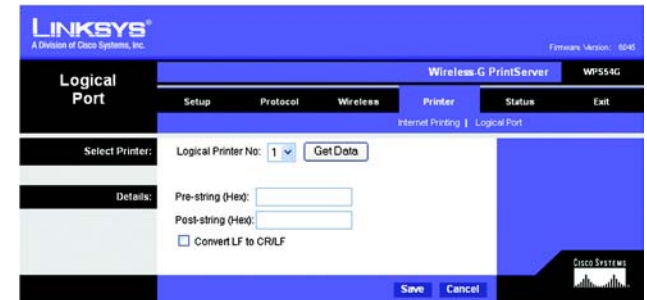 LINKSYS®
A Division of Cisco Systems, Inc.
Firmware Version: 6045
Logical Port
Wireless-G PrintServer WPS54G
Setup Protocol Wireless Printer Status Exit
Internet Printing | Logical Port
Select Printer: Logical Printer No: 1 Get Data
Details: Pre-string (Hex):
Post-string (Hex):
Convert LF to CR/LF
CISCO SYSTEMS
Save Cancel